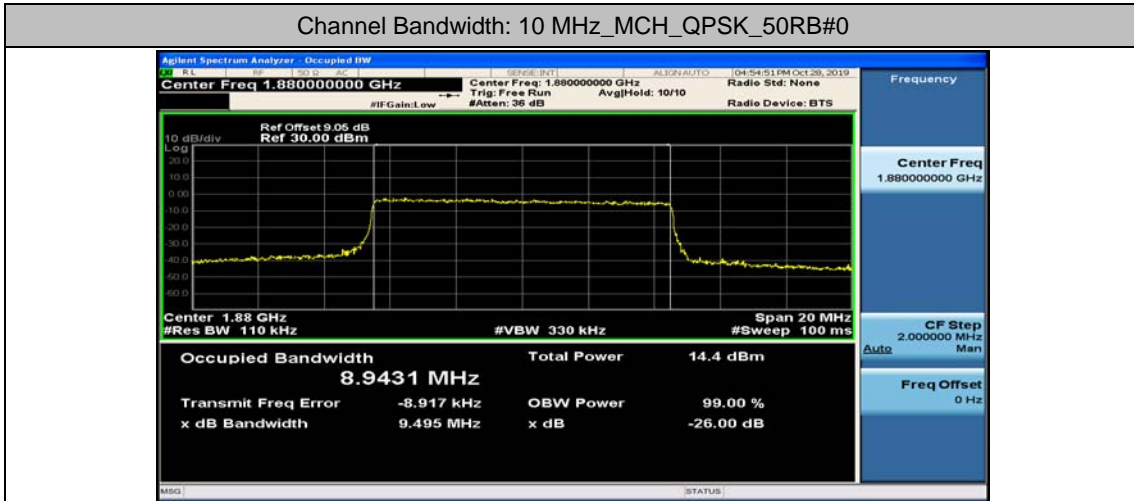 Channel Bandwidth: 10 MHz_MCH_QPSK_50RB#0
Agilent Spectrum Analyzer - Occupied BW
RL RF 50 Ω AC SENSE:INT ALIGN AUTO 04:54:51 PM Oct 28, 2019
Center Freq 1.880000000 GHz
Center Freq: 1.880000000 GHz
Radio Std: None
Trig: Free Run Avg|Hold: 10/10
#IFGain:Low #Atten: 36 dB Radio Device: BTS
Ref Offset 9.05 dB
10 dB/div Ref 30.00 dBm
Log
20.0
10.0
0.00
-10.0
-20.0
-30.0
-40.0
-50.0
-60.0
Center 1.88 GHz Span 20 MHz
#Res BW 110 kHz #VBW 330 kHz #Sweep 100 ms
Occupied Bandwidth Total Power 14.4 dBm
8.9431 MHz
Transmit Freq Error -8.917 kHz OBW Power 99.00 %
x dB Bandwidth 9.495 MHz x dB -26.00 dB
MSG STATUS
Frequency
Center Freq
1.880000000 GHz
CF Step
2.000000 MHz
Auto Man
Freq Offset
0 Hz